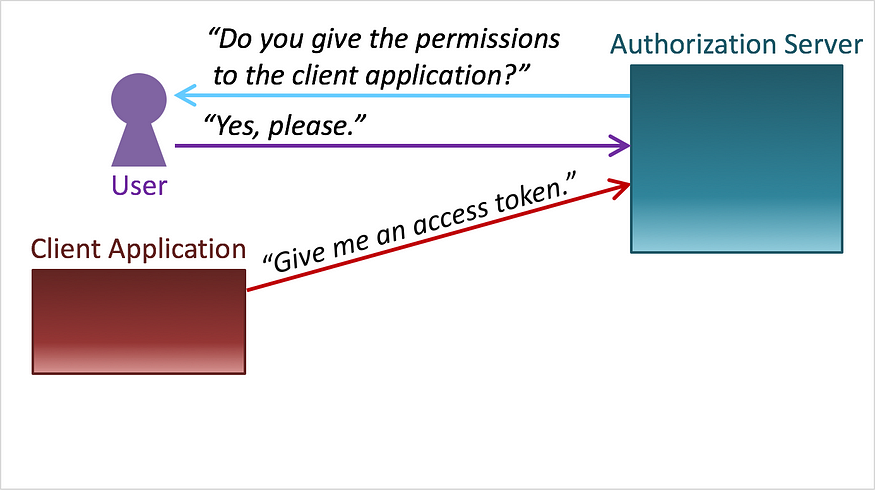 “Do you give the permissions
to the client application?”
Authorization Server
“Yes, please.”
User
“Give me an access token.”
Client Application